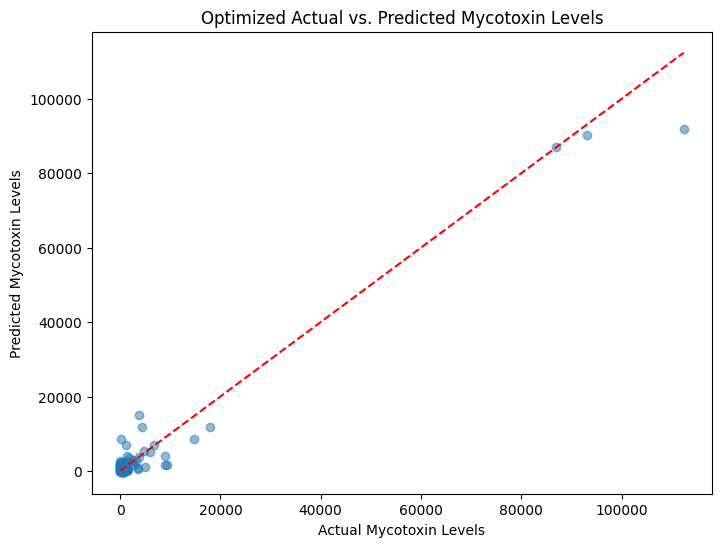 Optimized Actual vs. Predicted Mycotoxin Levels
Predicted Mycotoxin Levels
100000
80000
60000
40000
20000
0
0 20000 40000 60000 80000 100000
Actual Mycotoxin Levels